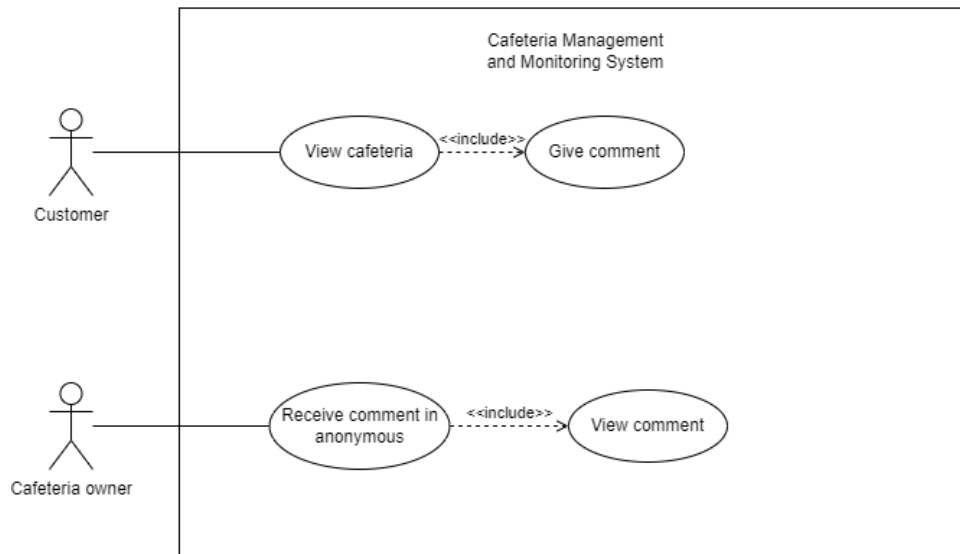 Cafeteria Management
and Monitoring System
View cafeteria
<<include>>
Give comment
Customer
Receive comment in
anonymous
<<include>>
View comment
Cafeteria owner